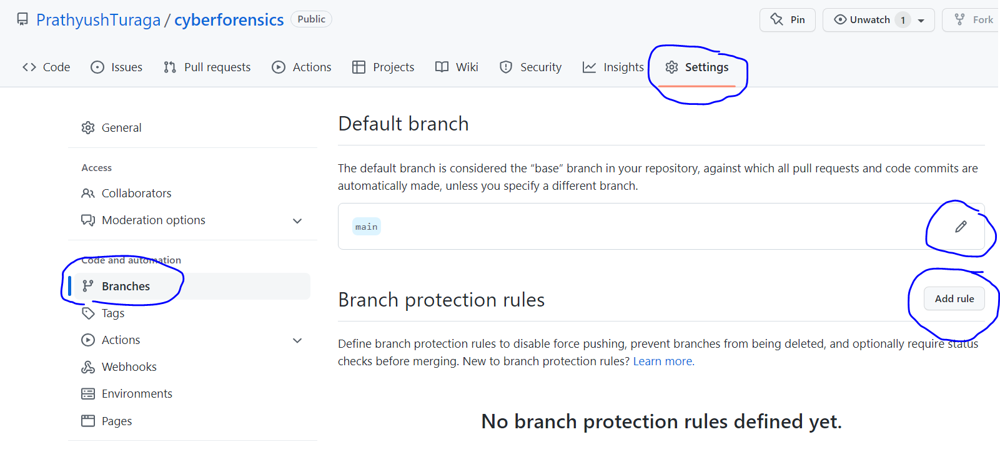 PrathyushTuraga / cyberforensics Public Pin Unwatch 1 Fork
Code Issues Pull requests Actions Projects Wiki Security Insights Settings
General
Access
Collaborators
Moderation options
Code and automation
Branches
Tags
Actions
Webhooks
Environments
Pages
Default branch
The default branch is considered the “base” branch in your repository, against which all pull requests and code commits are
automatically made, unless you specify a different branch.
main
Branch protection rules
Add rule
Define branch protection rules to disable force pushing, prevent branches from being deleted, and optionally require status
checks before merging. New to branch protection rules? Learn more.
No branch protection rules defined yet.